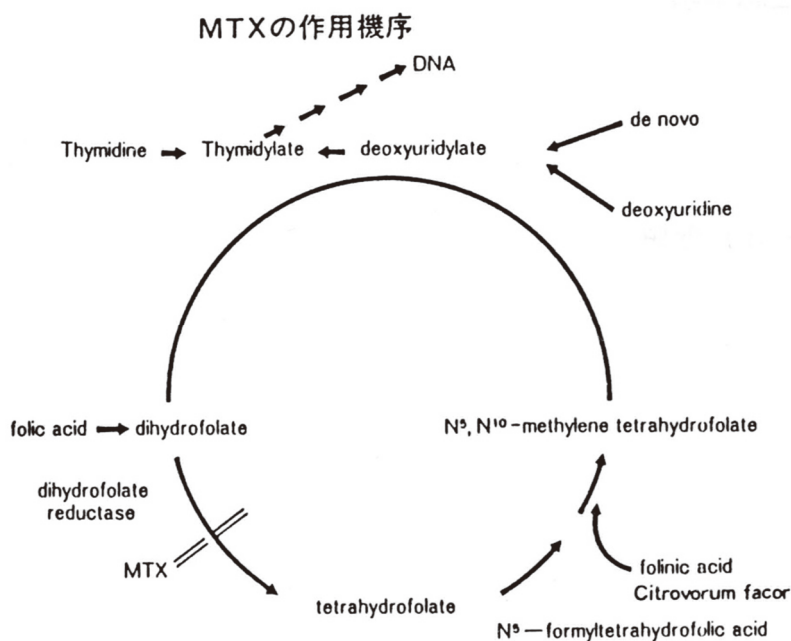 MTXの作用機序
DNA
de novo
Thymidine Thymidylate deoxyuridylate
deoxyuridine
folic acid dihydrofolate N⁵, N¹⁰-methylene tetrahydrofolate
dihydrofolate
reductase
MTX
folinic acid
Citrovorum facor
tetrahydrofolate
N⁵—formyltetrahydrofolic acid